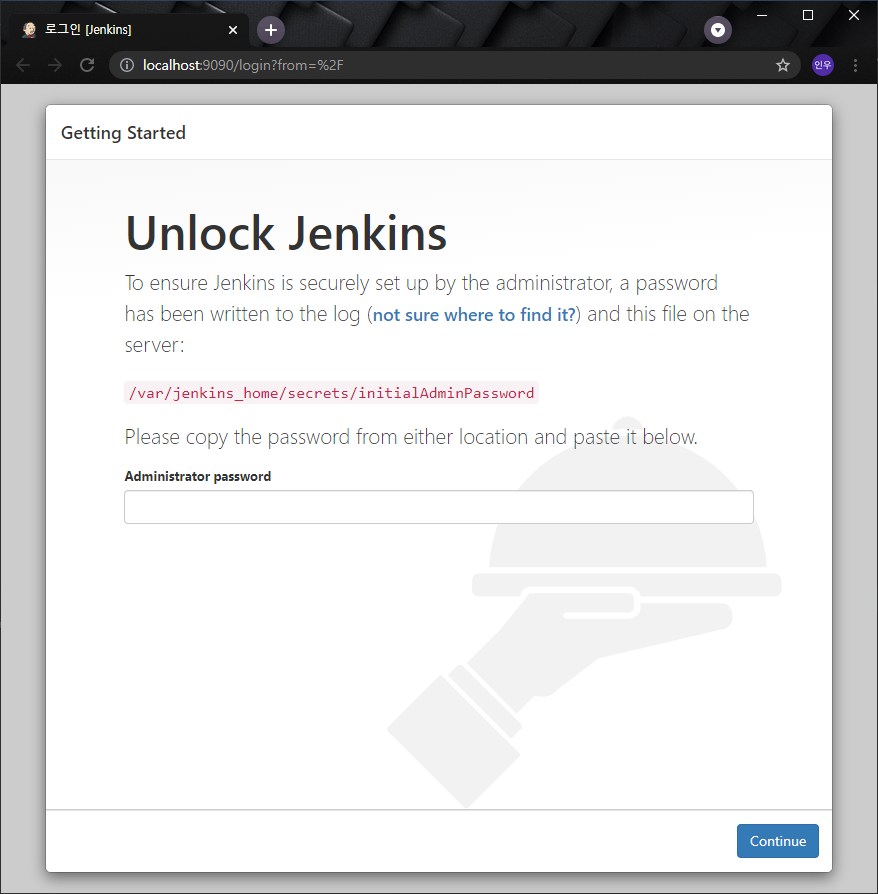 로그인 [Jenkins]
localhost:9090/login?from=%2F
인우
Getting Started
Unlock Jenkins
To ensure Jenkins is securely set up by the administrator, a password
has been written to the log (not sure where to find it?) and this file on the
server:
/var/jenkins_home/secrets/initialAdminPassword
Please copy the password from either location and paste it below.
Administrator password
Continue